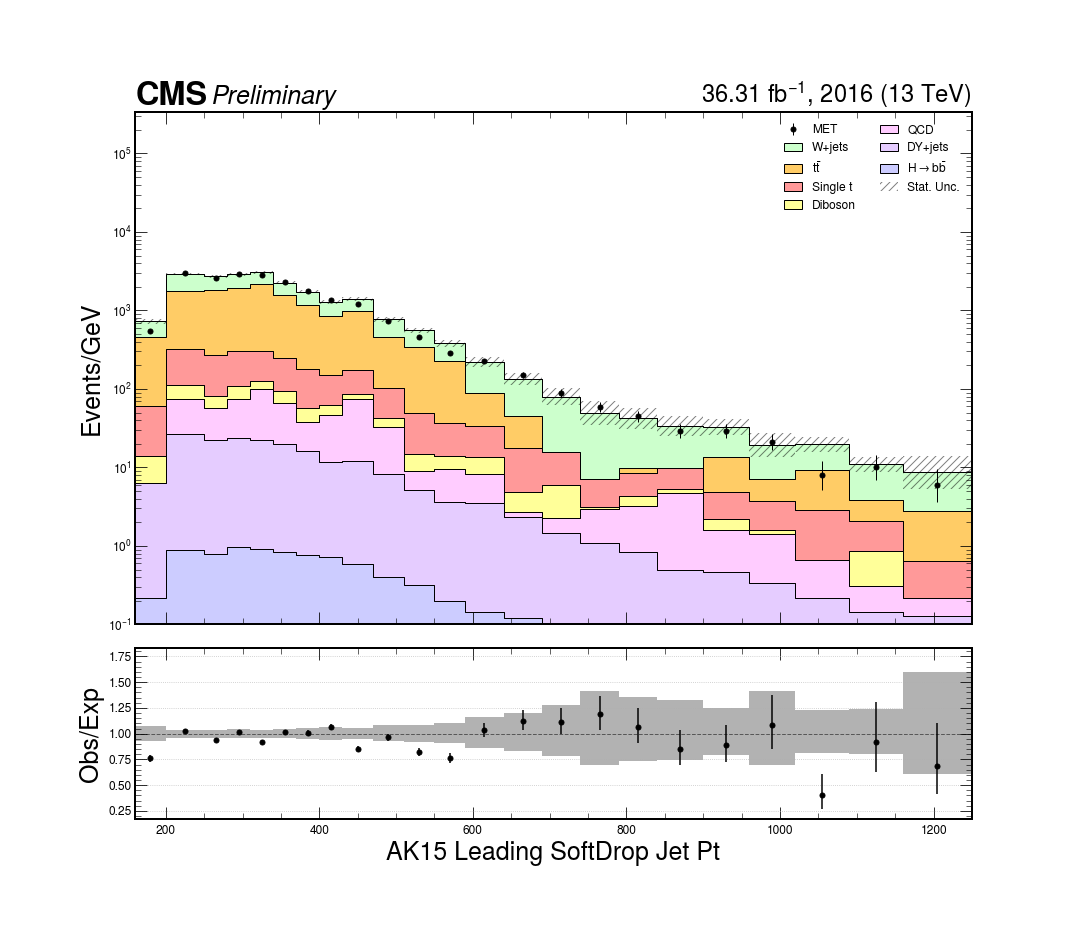 CMS Preliminary 36.31 fb⁻¹, 2016 (13 TeV)
MET
W+jets
tt̄
Single t
Diboson
QCD
DY+jets
H→bb̄
Stat. Unc.
Events/GeV
10⁵
10⁴
10³
10²
10¹
10⁰
10⁻¹
Obs/Exp
1.75
1.50
1.25
1.00
0.75
0.50
0.25
200 400 600 800 1000 1200
AK15 Leading SoftDrop Jet Pt